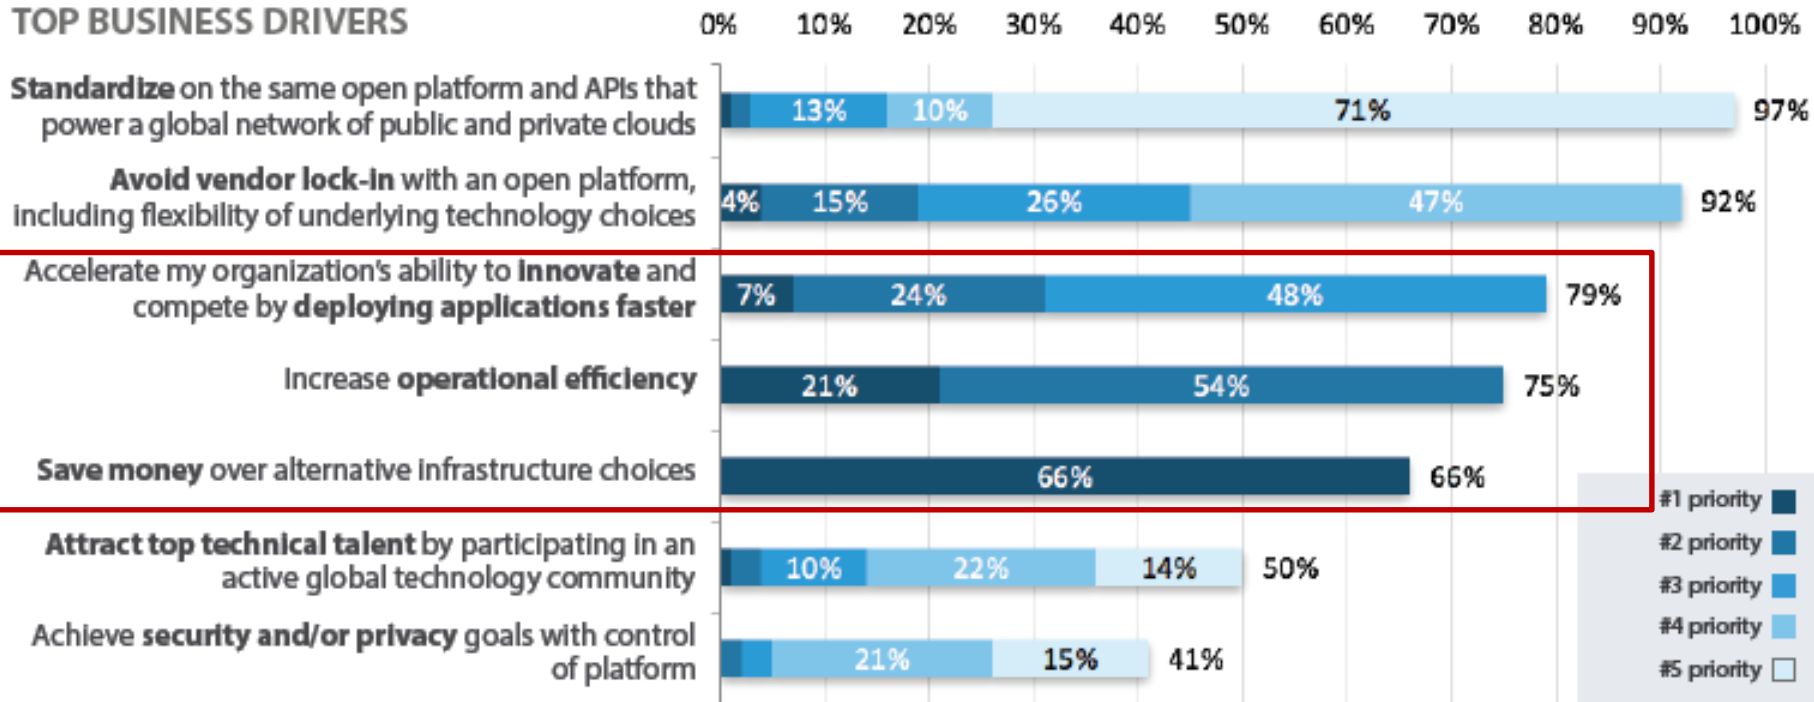 TOP BUSINESS DRIVERS
0% 10% 20% 30% 40% 50% 60% 70% 80% 90% 100%
Standardize on the same open platform and APIs that
power a global network of public and private clouds
13% 10% 71% 97%
Avoid vendor lock-in with an open platform,
including flexibility of underlying technology choices
4% 15% 26% 47% 92%
Accelerate my organization's ability to innovate and
compete by deploying applications faster
7% 24% 48% 79%
Increase operational efficiency
21% 54% 75%
Save money over alternative infrastructure choices
66% 66%
Attract top technical talent by participating in an
active global technology community
10% 22% 14% 50%
Achieve security and/or privacy goals with control
of platform
21% 15% 41%
#1 priority
#2 priority
#3 priority
#4 priority
#5 priority